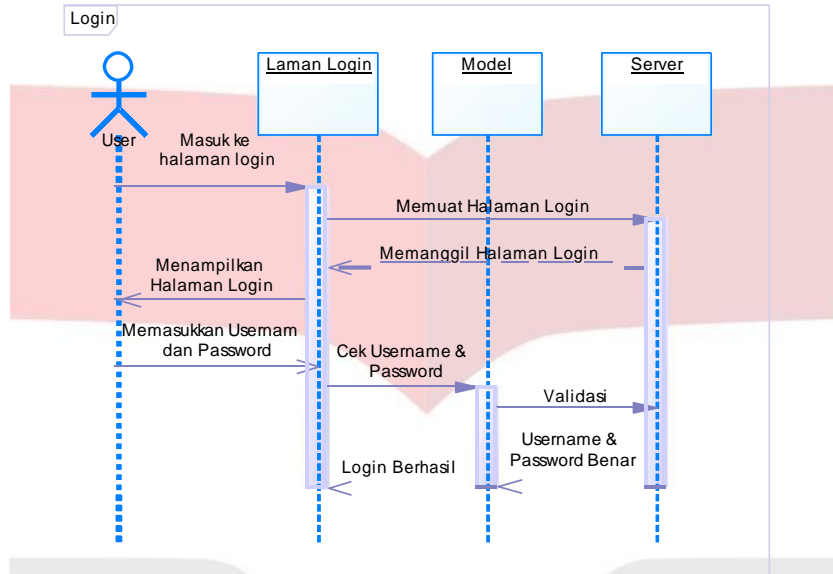 Login
Laman Login
Model
Server
User
Masuk ke
halaman login
Memuat Halaman Login
Memanggil Halaman Login
Menampilkan
Halaman Login
Memasukkan Usernam
dan Password
Cek Username &
Password
Validasi
Username &
Password Benar
Login Berhasil